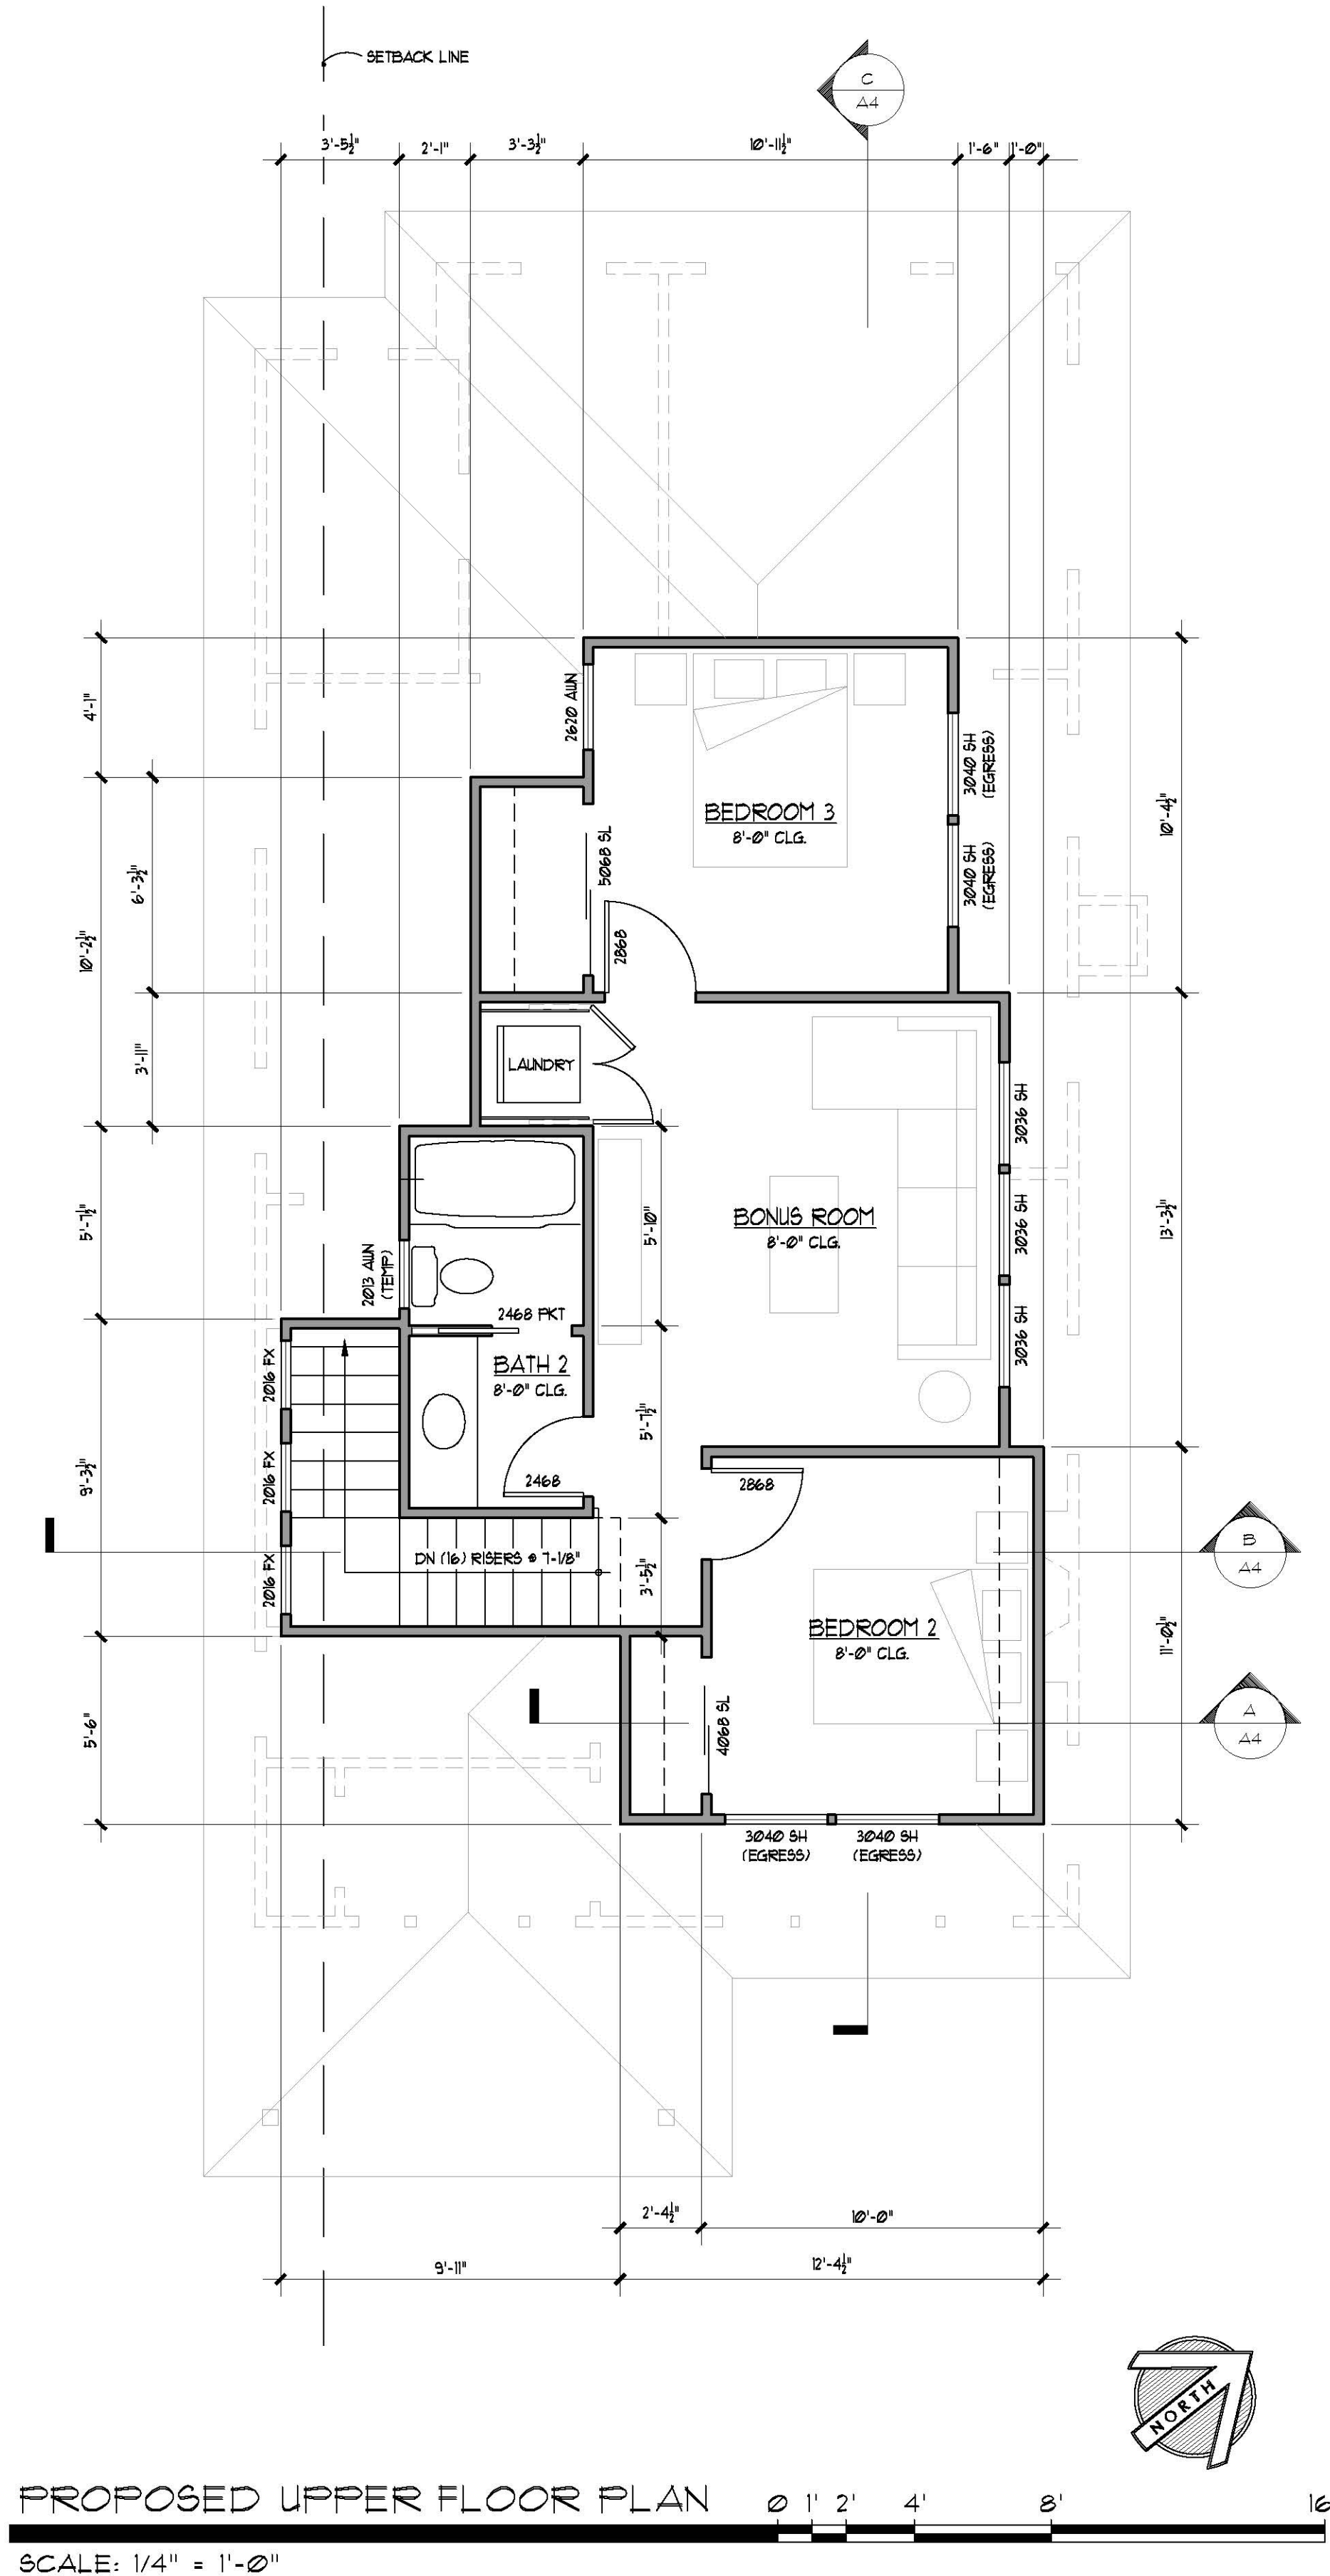 SETBACK LINE
C
A4
3'-5½"
2'-1"
3'-3½"
10'-11½"
1'-6"
1'-0"
4'-1"
2620 AWN
3040 SH
(EGRESS)
BEDROOM 3
8'-0" CLG.
10'-4½"
5068 SL
3040 SH
(EGRESS)
6'-3½"
10'-2½"
2868
3'-11"
LAUNDRY
3036 SH
5'-7½"
5'-10"
BONUS ROOM
8'-0" CLG.
3036 SH
13'-3½"
2013 AWN
(TEMP)
2468 PKT
3036 SH
2016 FX
BATH 2
8'-0" CLG.
5'-7½"
9'-3½"
2016 FX
2468
2868
B
A4
2016 FX
DN (16) RISERS @ 7-1/8"
3'-5½"
BEDROOM 2
8'-0" CLG.
11'-0½"
5'-6"
4068 SL
A
A4
3040 SH
(EGRESS)
3040 SH
(EGRESS)
2'-4½"
10'-0"
9'-11"
12'-4½"
NORTH
PROPOSED UPPER FLOOR PLAN
0 1' 2' 4' 8' 16
SCALE: 1/4" = 1'-0"